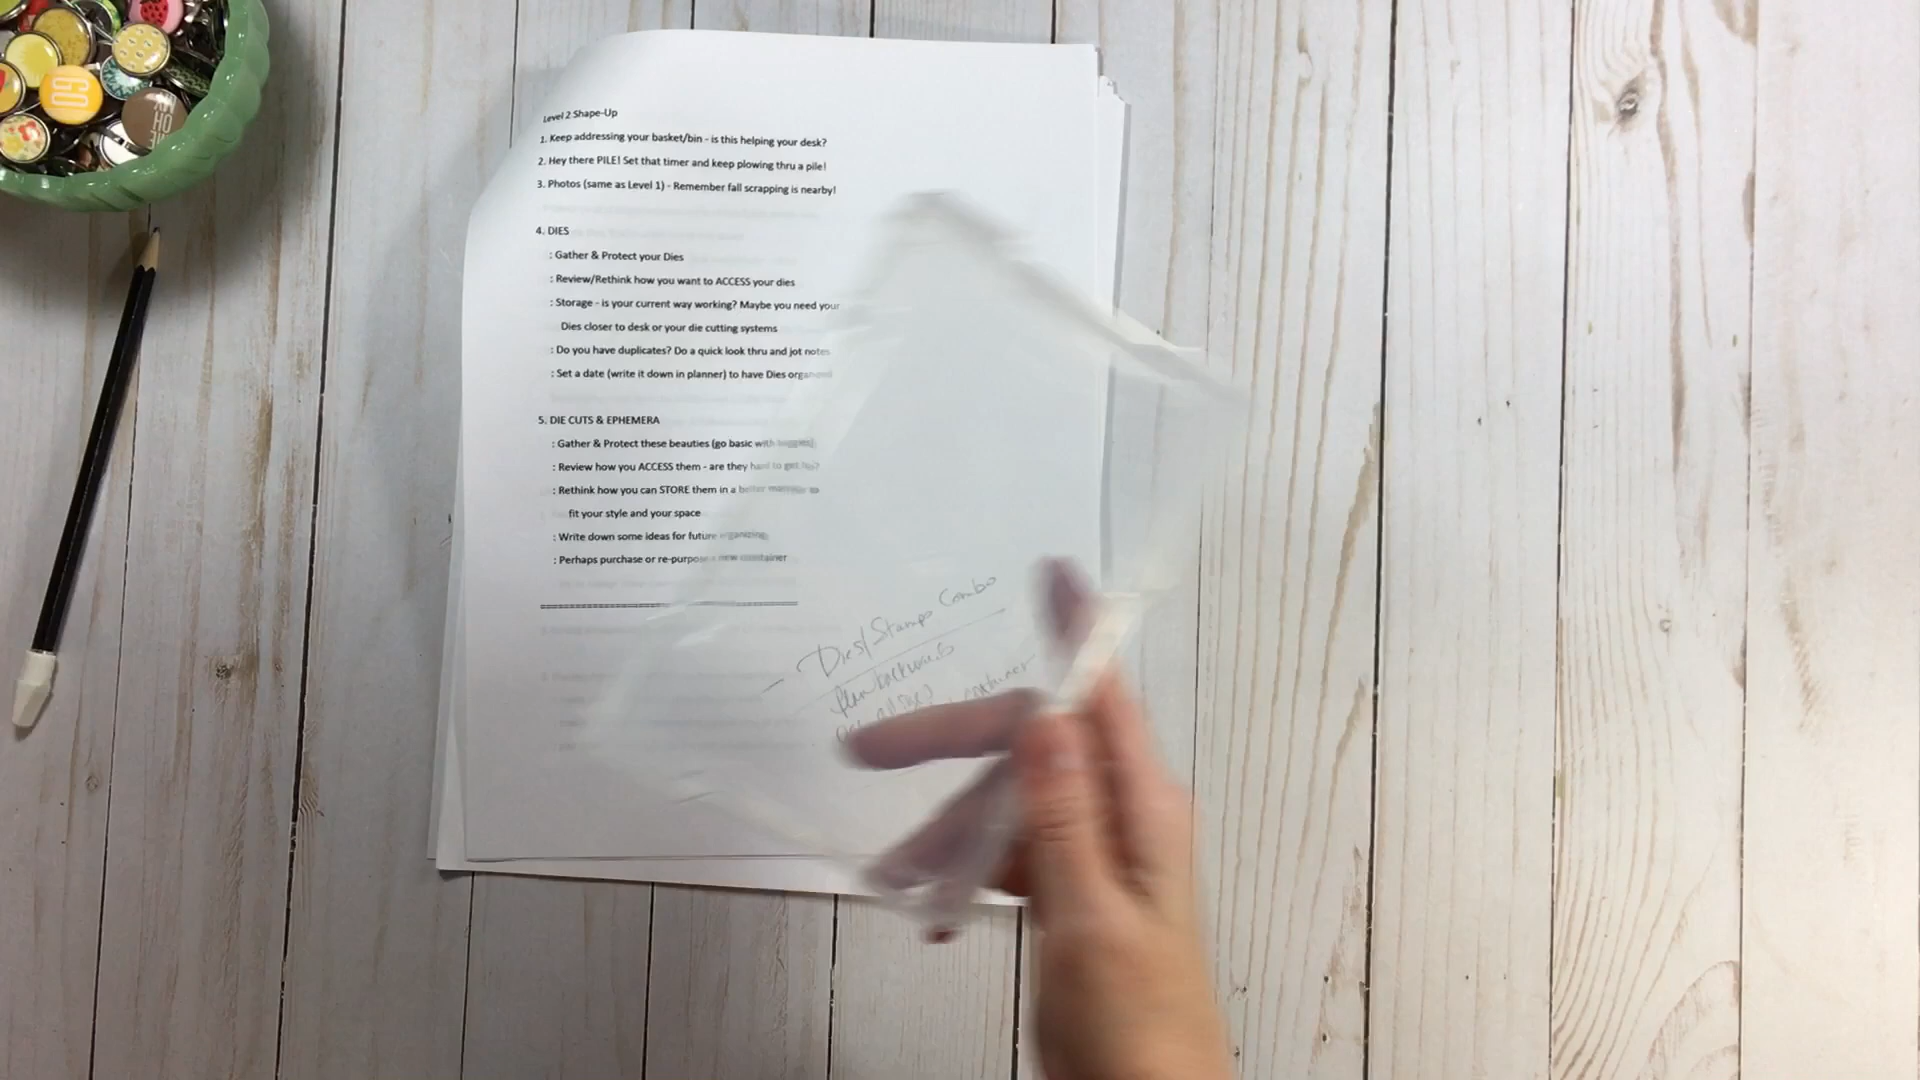 GO!
OH
MY
Level 2 Shape-Up
1. Keep addressing your basket/bin - is this helping your desk?
2. Hey there PILE! Set that timer and keep plowing thru a pile!
3. Photos (same as Level 1) - Remember fall scrapping is nearby!
4. DIES
: Gather & Protect your Dies
: Review/Rethink how you want to ACCESS your dies
: Storage - is your current way working? Maybe you need your
Dies closer to desk or your die cutting systems
: Do you have duplicates? Do a quick look thru and jot notes
: Set a date (write it down in planner) to have Dies organized
5. DIE CUTS & EPHEMERA
: Gather & Protect these beauties (go basic with baggies)
: Review how you ACCESS them - are they hard to get to?
: Rethink how you can STORE them in a better manner to
fit your style and your space
: Write down some ideas for future organizing
: Perhaps purchase or re-purpose a new container
- Dies/Stamps Combo
Plan backwards
container